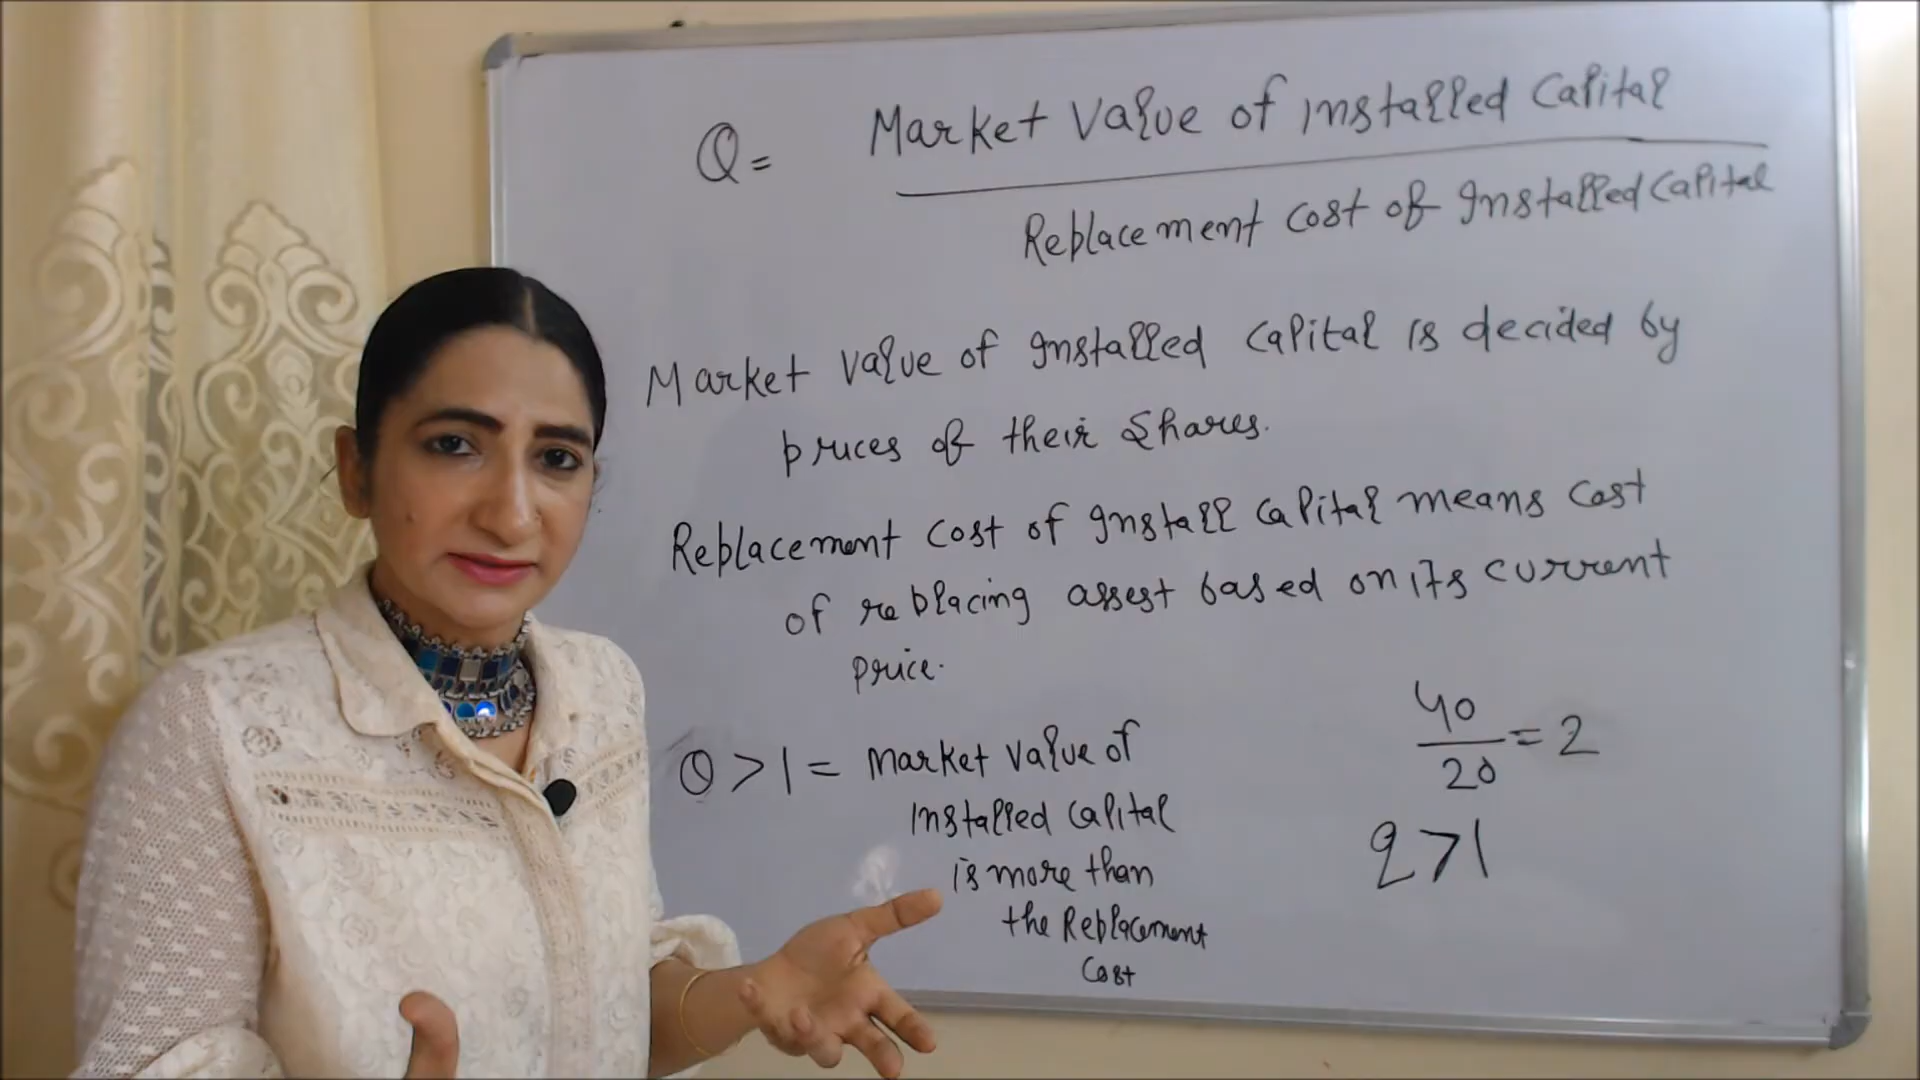 Q = Market Value of installed Capital
Replacement cost of Installed Capital
Market value of Installed capital is decided by
prices of their Shares.
Replacement cost of Install capital means cost
of replacing assest based on its current
price.
Q > 1 = Market value of
installed capital
is more than
the Replacement
cost
40
20
= 2
2 > 1